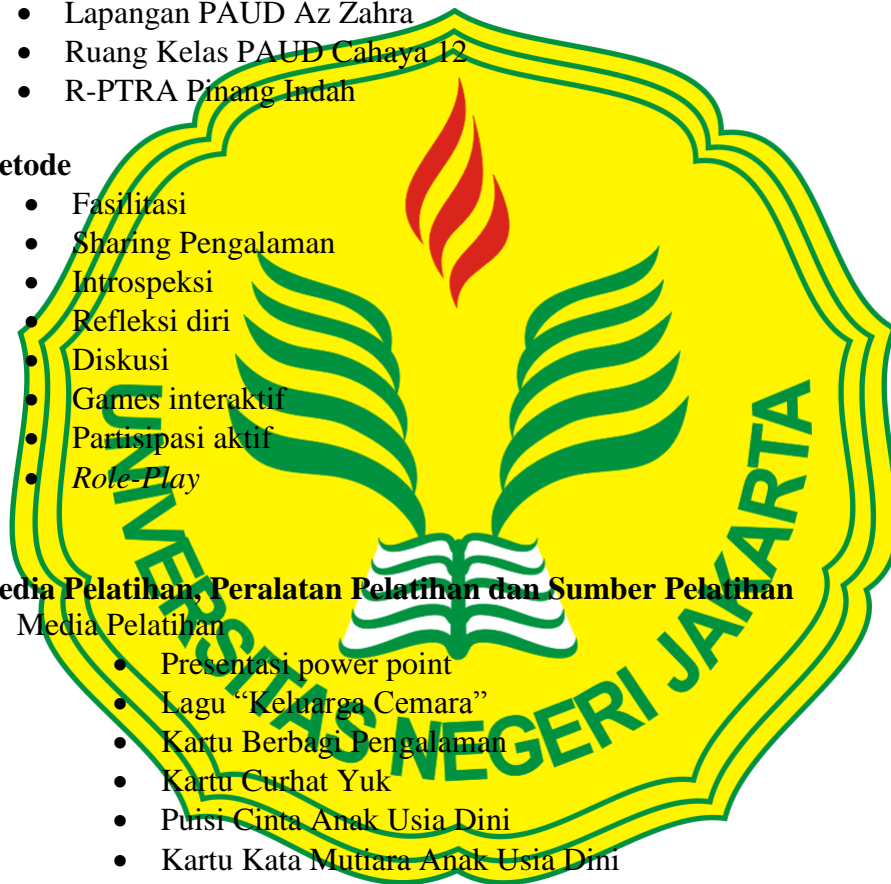 • Lapangan PAUD Az Zahra
• Ruang Kelas PAUD Cahaya 12
• R-PTRA Pinang Indah
etode
• Fasilitasi
• Sharing Pengalaman
• Introspeksi
• Refleksi diri
• Diskusi
• Games interaktif
• Partisipasi aktif
• Role-Play
edia Pelatihan, Peralatan Pelatihan dan Sumber Pelatihan
Media Pelatihan
• Presentasi power point
• Lagu “Keluarga Cemara”
• Kartu Berbagi Pengalaman
• Kartu Curhat Yuk
• Puisi Cinta Anak Usia Dini
• Kartu Kata Mutiara Anak Usia Dini
UNIVERSITAS NEGERI JAKARTA